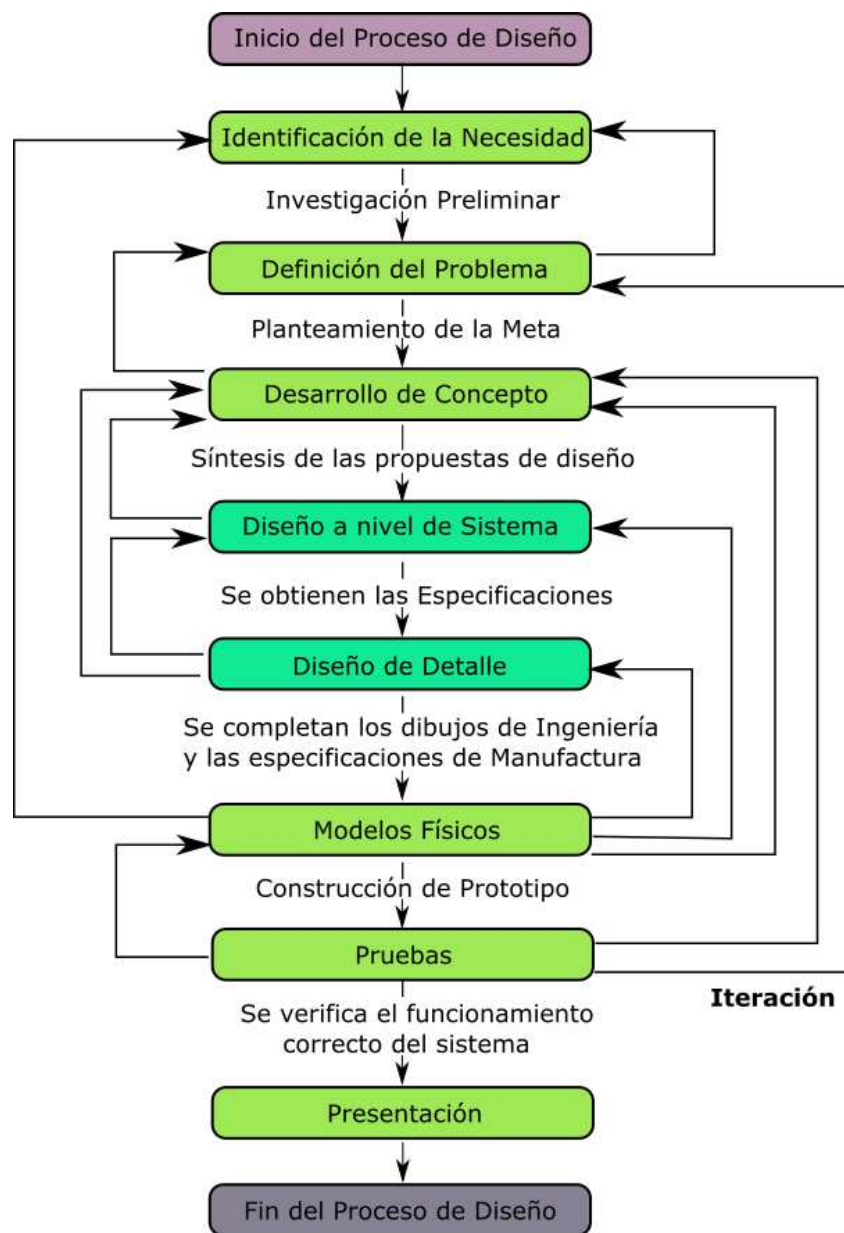 Inicio del Proceso de Diseño
Identificación de la Necesidad
Investigación Preliminar
Definición del Problema
Planteamiento de la Meta
Desarrollo de Concepto
Síntesis de las propuestas de diseño
Diseño a nivel de Sistema
Se obtienen las Especificaciones
Diseño de Detalle
Se completan los dibujos de Ingeniería
y las especificaciones de Manufactura
Modelos Físicos
Construcción de Prototipo
Pruebas
Iteración
Se verifica el funcionamiento
correcto del sistema
Presentación
Fin del Proceso de Diseño